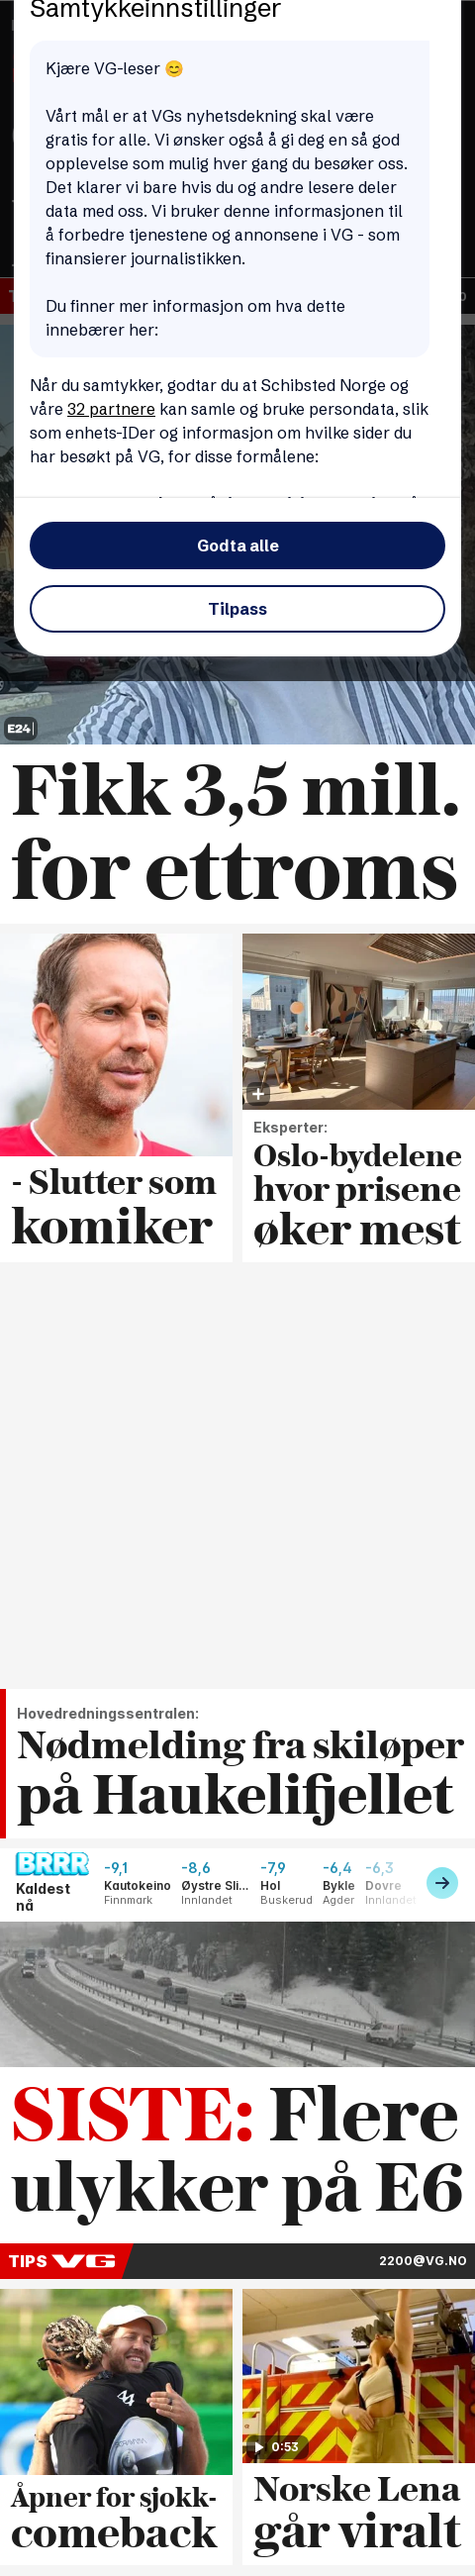 Samtykkeinnstillinger
Kjære VG-leser 😊
Vårt mål er at VGs nyhetsdekning skal være
gratis for alle. Vi ønsker også å gi deg en så god
opplevelse som mulig hver gang du besøker oss.
Det klarer vi bare hvis du og andre lesere deler
data med oss. Vi bruker denne informasjonen til
å forbedre tjenestene og annonsene i VG - som
finansierer journalistikken.
Du finner mer informasjon om hva dette
innebærer her:
Når du samtykker, godtar du at Schibsted Norge og
våre 32 partnere kan samle og bruke persondata, slik
som enhets-IDer og informasjon om hvilke sider du
har besøkt på VG, for disse formålene:
Godta alle
Tilpass
E24
Fikk 3,5 mill.
for ettroms
- Slutter som
komiker
Eksperter:
Oslo-bydelene
hvor prisene
øker mest
Hovedredningssentralen:
Nødmelding fra skiløper
på Haukelifjellet
BRRR
Kaldest
nå
-9,1
Kautokeino
Finnmark
-8,6
Øystre Sli...
Innlandet
-7,9
Hol
Buskerud
-6,4
Bykle
Agder
-6,3
Dovre
Innlandet
SISTE: Flere
ulykker på E6
TIPS VG
2200@VG.NO
44
Åpner for sjokk-
comeback
0:53
Norske Lena
går viralt